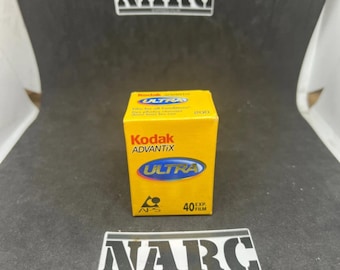 NARC
ULTRA
Kodak
ADVANTiX
ULTRA
APS
40 EXP.
FILM
NARC